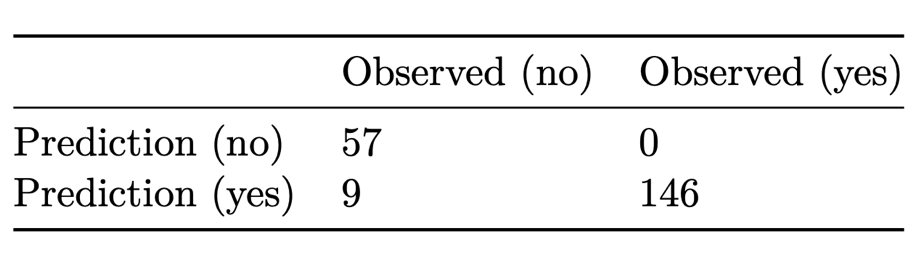 Observed (no) Observed (yes)
Prediction (no) 57 0
Prediction (yes) 9 146